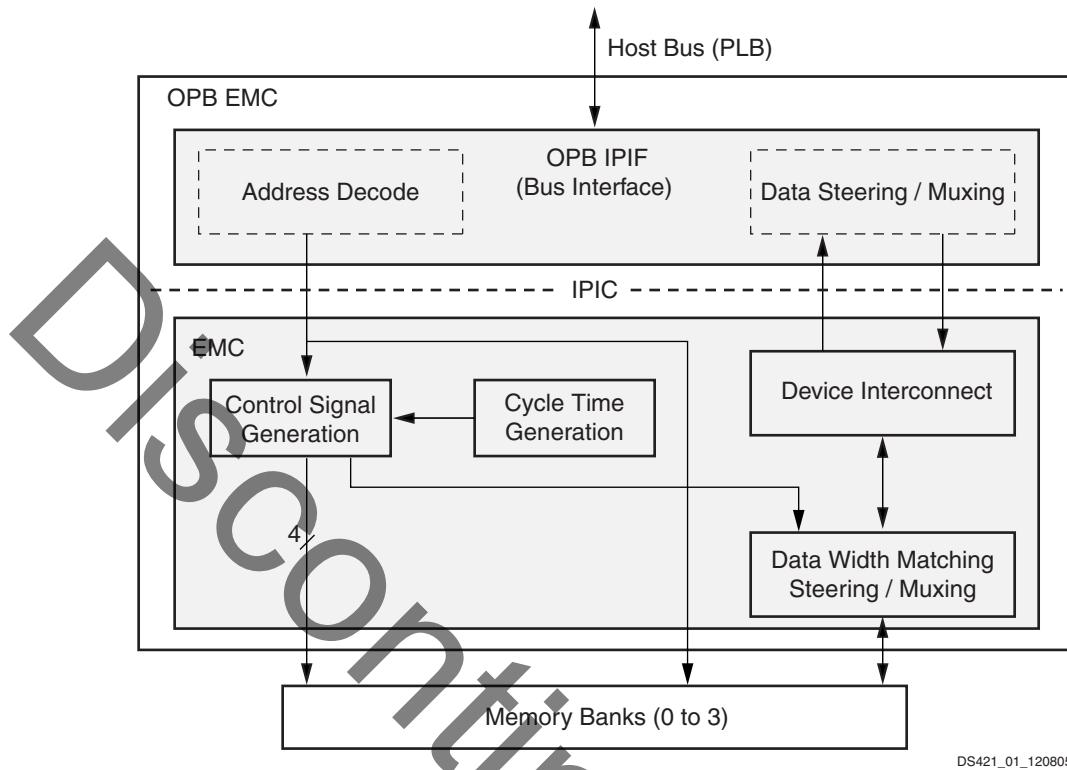 Host Bus (PLB)
OPB EMC
OPB IPIF
(Bus Interface)
Address Decode
Data Steering / Muxing
IPIC
EMC
Control Signal
Generation
Cycle Time
Generation
Device Interconnect
4
Data Width Matching
Steering / Muxing
Memory Banks (0 to 3)
DS421_01_120805
Discontin